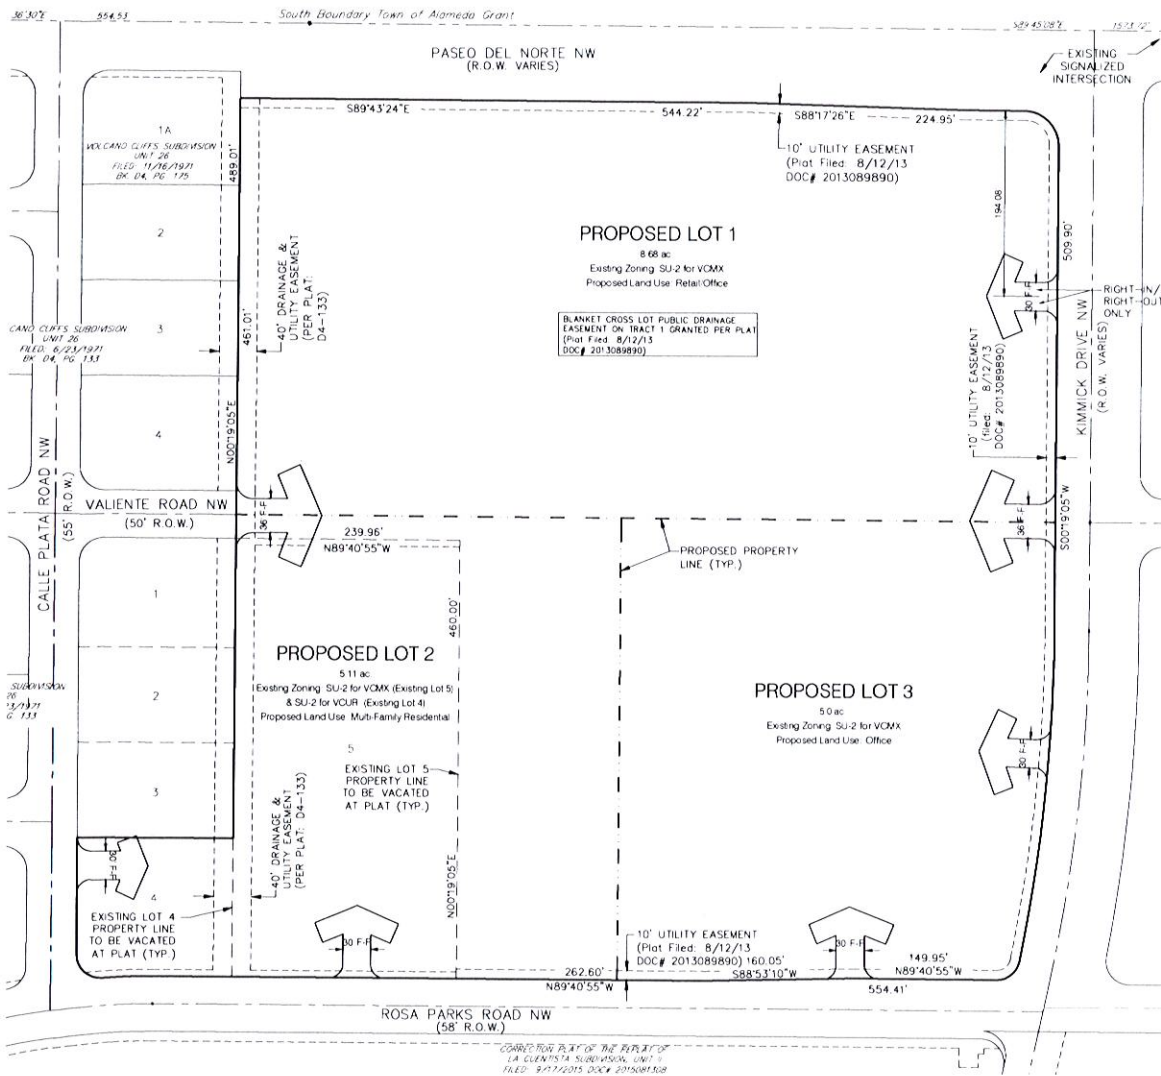 36'30"E
554.53
South Boundary Town of Alameda Grant
S89°45'08"E
1573.72'
PASEO DEL NORTE NW
(R.O.W. VARIES)
EXISTING
SIGNALIZED
INTERSECTION
S89°43'24"E
544.22'
S88°17'26"E
224.95'
10' UTILITY EASEMENT
(Plat Filed: 8/12/13
DOC# 2013089890)
1A
VOLCANO CLIFFS SUBDIVISION
UNIT 26
FILED: 11/16/1971
BK. D4, PG 175
489.01'
2
3
4
CANO CLIFFS SUBDIVISION
UNIT 26
FILED: 6/23/1971
BK. D4, PG. 133
461.01'
N00°19'05"E
40' DRAINAGE &
UTILITY EASEMENT
(PER PLAT:
D4-133)
PROPOSED LOT 1
8.68 ac
Existing Zoning SU-2 for VCMX
Proposed Land Use Retail/Office
BLANKET CROSS LOT PUBLIC DRAINAGE
EASEMENT ON TRACT 1 GRANTED PER PLAT
(Plat Filed: 8/12/13
DOC# 2013089890)
194.08
509.90'
30 F-F
RIGHT-IN/
RIGHT-OUT
ONLY
10' UTILITY EASEMENT
(filed: 8/12/13
DOC# 2013089890)
KIMMICK DRIVE NW
(R.O.W. VARIES)
CALLE PLATA ROAD NW
(55' R.O.W.)
VALIENTE ROAD NW
(50' R.O.W.)
36 F-F
239.96'
N89°40'55"W
PROPOSED PROPERTY
LINE (TYP.)
36 F-F
S00°19'05"W
1
2
3
460.00'
PROPOSED LOT 2
5.11 ac
Existing Zoning SU-2 for VCMX (Existing Lot 5)
& SU-2 for VCUR (Existing Lot 4)
Proposed Land Use Multi-Family Residential
SUBDIVISION
26
G. 133
5
EXISTING LOT 5
PROPERTY LINE
TO BE VACATED
AT PLAT (TYP.)
PROPOSED LOT 3
5.0 ac
Existing Zoning SU-2 for VCMX
Proposed Land Use Office
30 F-F
40' DRAINAGE &
UTILITY EASEMENT
(PER PLAT: D4-133)
N00°19'05"E
30 F-F
4
EXISTING LOT 4
PROPERTY LINE
TO BE VACATED
AT PLAT (TYP.)
30 F-F
10' UTILITY EASEMENT
(Plat Filed: 8/12/13
DOC# 2013089890) 160.05'
30 F-F
149.95'
262.60'
S88°53'10"W
N89°40'55"W
N89°40'55"W
554.41'
ROSA PARKS ROAD NW
(58' R.O.W.)
CORRECTION PLAT OF THE REPLAT OF
LA CUENTISTA SUBDIVISION, UNIT II
FILED: 9/17/2015 DOC# 2015081308